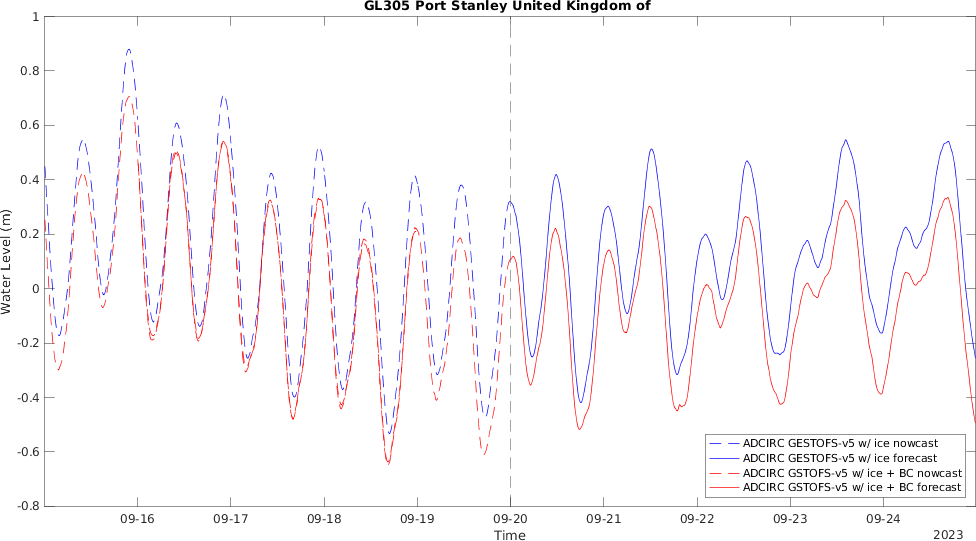 GL305 Port Stanley United Kingdom of
1
0.8
0.6
0.4
0.2
0
-0.2
-0.4
-0.6
-0.8
Water Level (m)
ADCIRC GESTOFS-v5 w/ ice nowcast
ADCIRC GESTOFS-v5 w/ ice forecast
ADCIRC GSTOFS-v5 w/ ice + BC nowcast
ADCIRC GSTOFS-v5 w/ ice + BC forecast
09-16 09-17 09-18 09-19 09-20 09-21 09-22 09-23 09-24
Time
2023